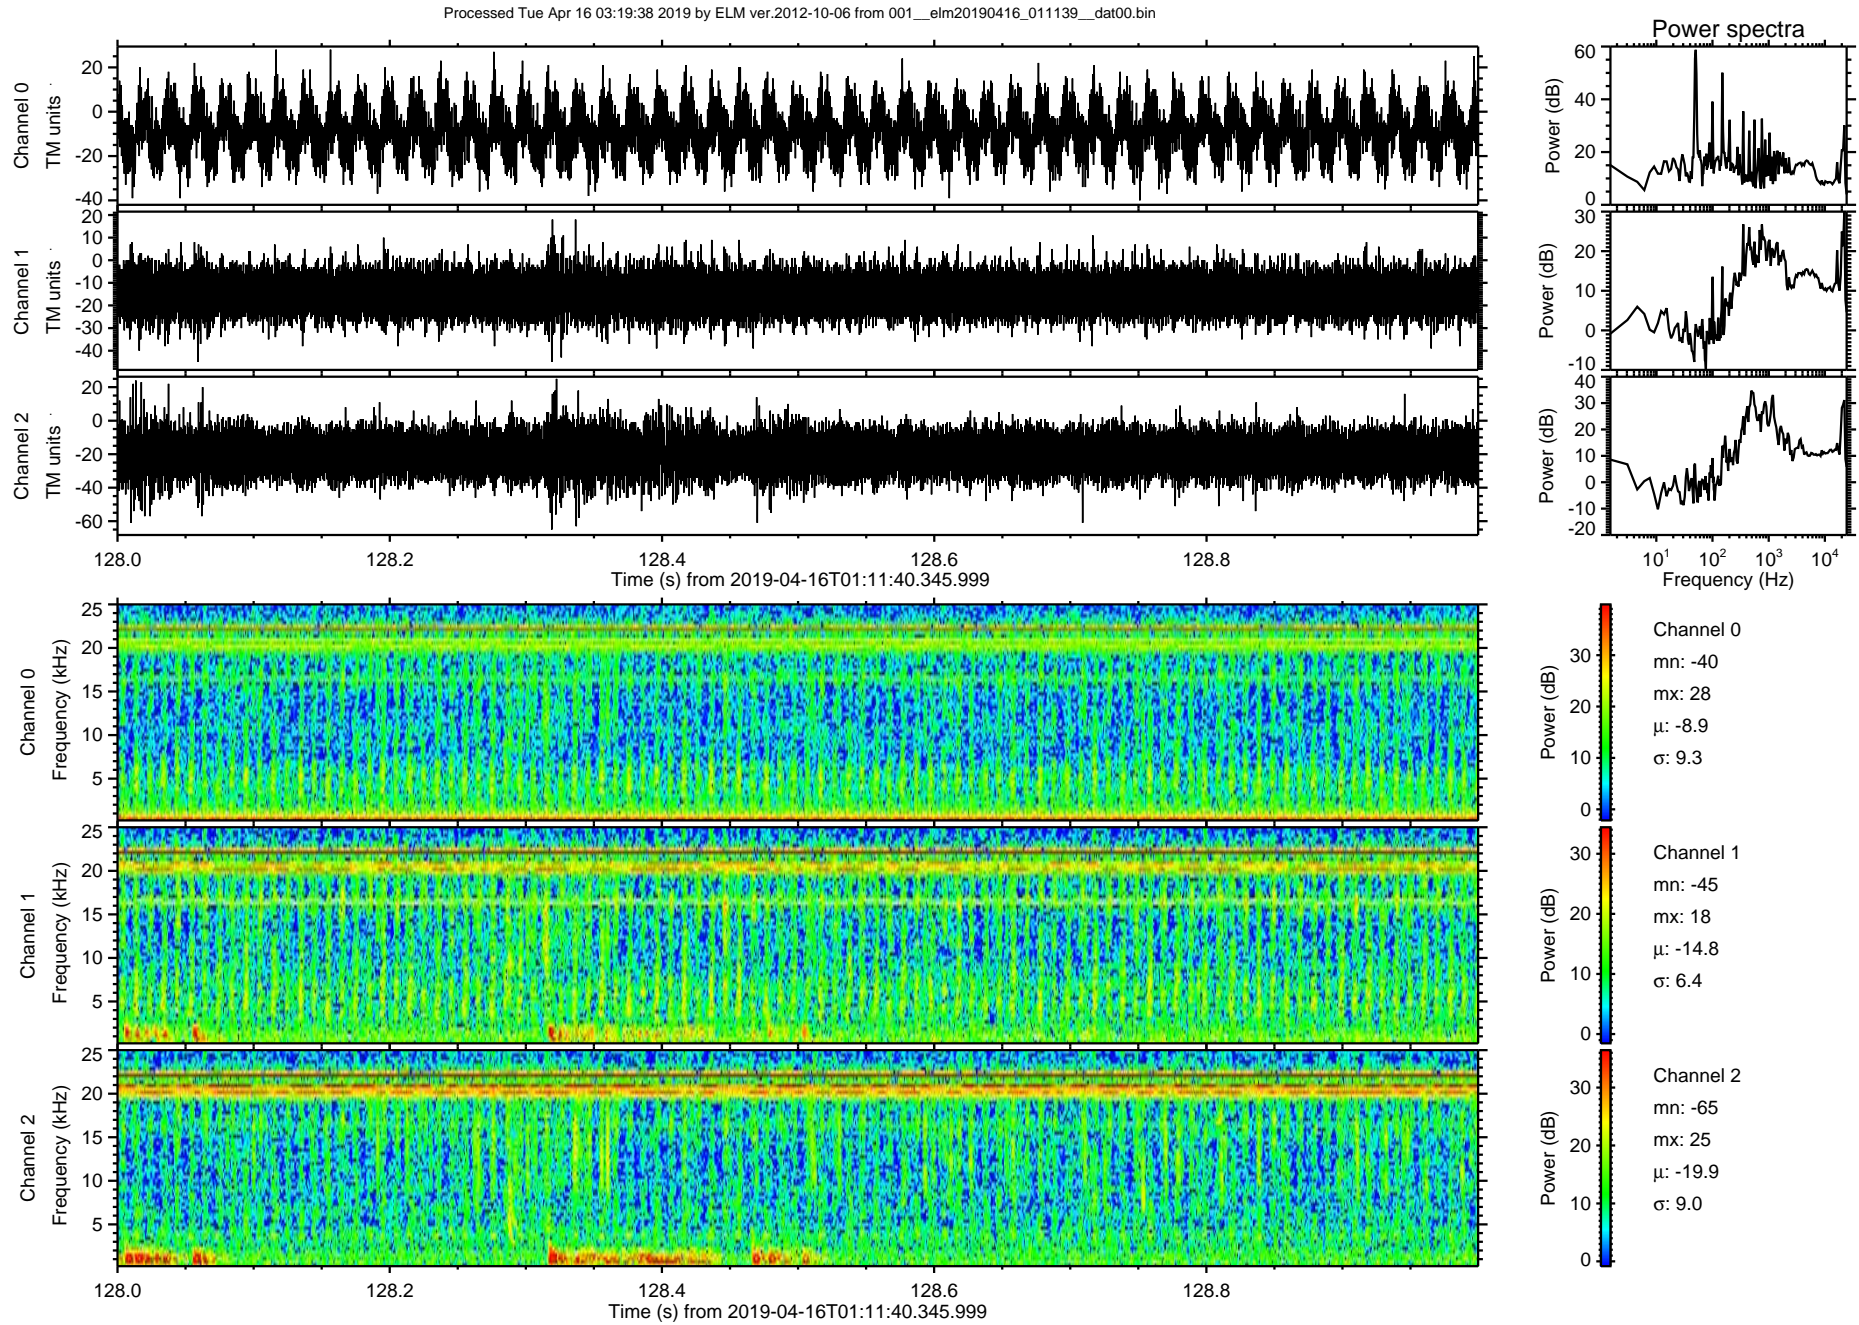 Processed Tue Apr 16 03:19:38 2019 by ELM ver.2012-10-06 from 001__elm20190416_011139__dat00.bin
Power spectra
Channel 0
TM units
20
0
-20
-40
Power (dB)
60
40
20
0
Channel 1
TM units
20
10
0
-10
-20
-30
-40
Power (dB)
30
20
10
0
-10
Channel 2
TM units
20
0
-20
-40
-60
Power (dB)
40
30
20
10
0
-10
-20
128.0 128.2 128.4 128.6 128.8
Time (s) from 2019-04-16T01:11:40.345.999
10¹ 10² 10³ 10⁴
Frequency (Hz)
Channel 0
Frequency (kHz)
25
20
15
10
5
Power (dB)
30
20
10
0
Channel 0
mn: -40
mx: 28
µ: -8.9
σ: 9.3
Channel 1
Frequency (kHz)
25
20
15
10
5
Power (dB)
30
20
10
0
Channel 1
mn: -45
mx: 18
µ: -14.8
σ: 6.4
Channel 2
Frequency (kHz)
25
20
15
10
5
Power (dB)
30
20
10
0
Channel 2
mn: -65
mx: 25
µ: -19.9
σ: 9.0
128.0 128.2 128.4 128.6 128.8
Time (s) from 2019-04-16T01:11:40.345.999